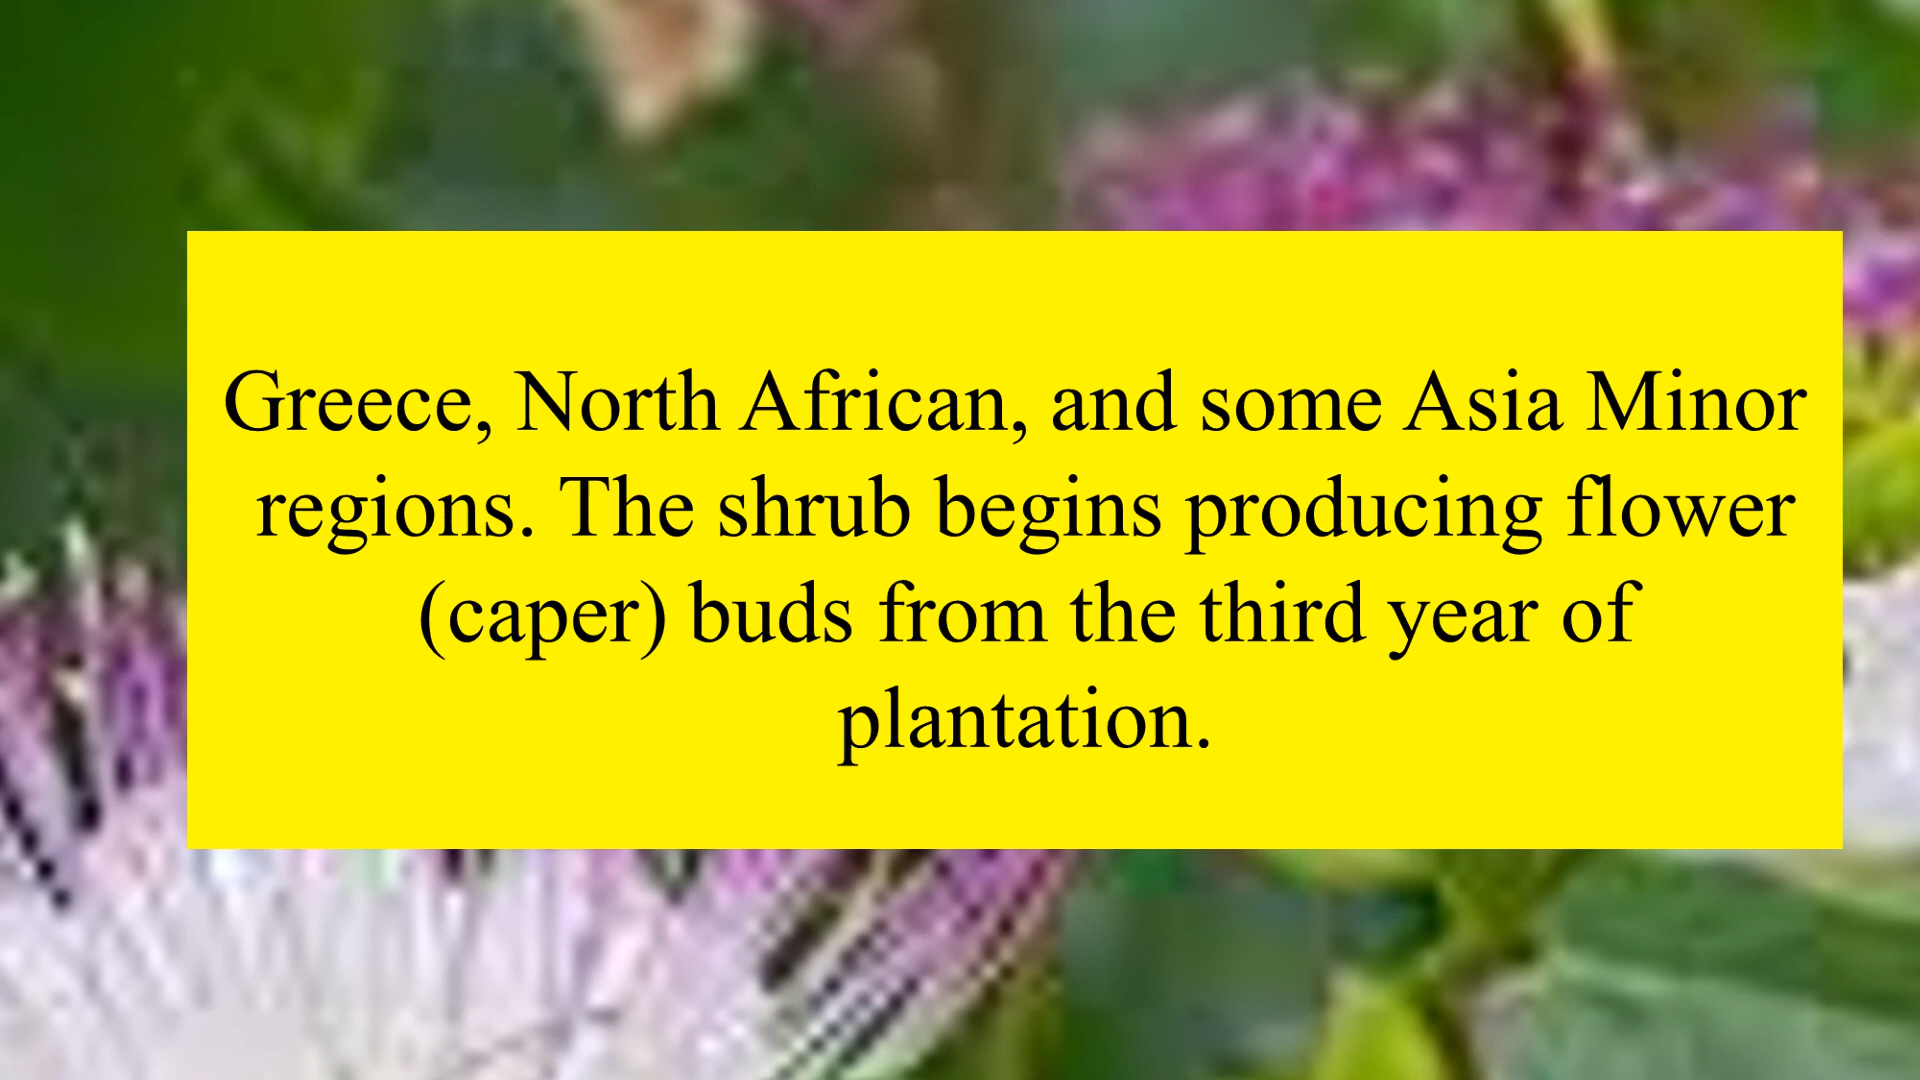 Greece, North African, and some Asia Minor
regions. The shrub begins producing flower
(caper) buds from the third year of
plantation.